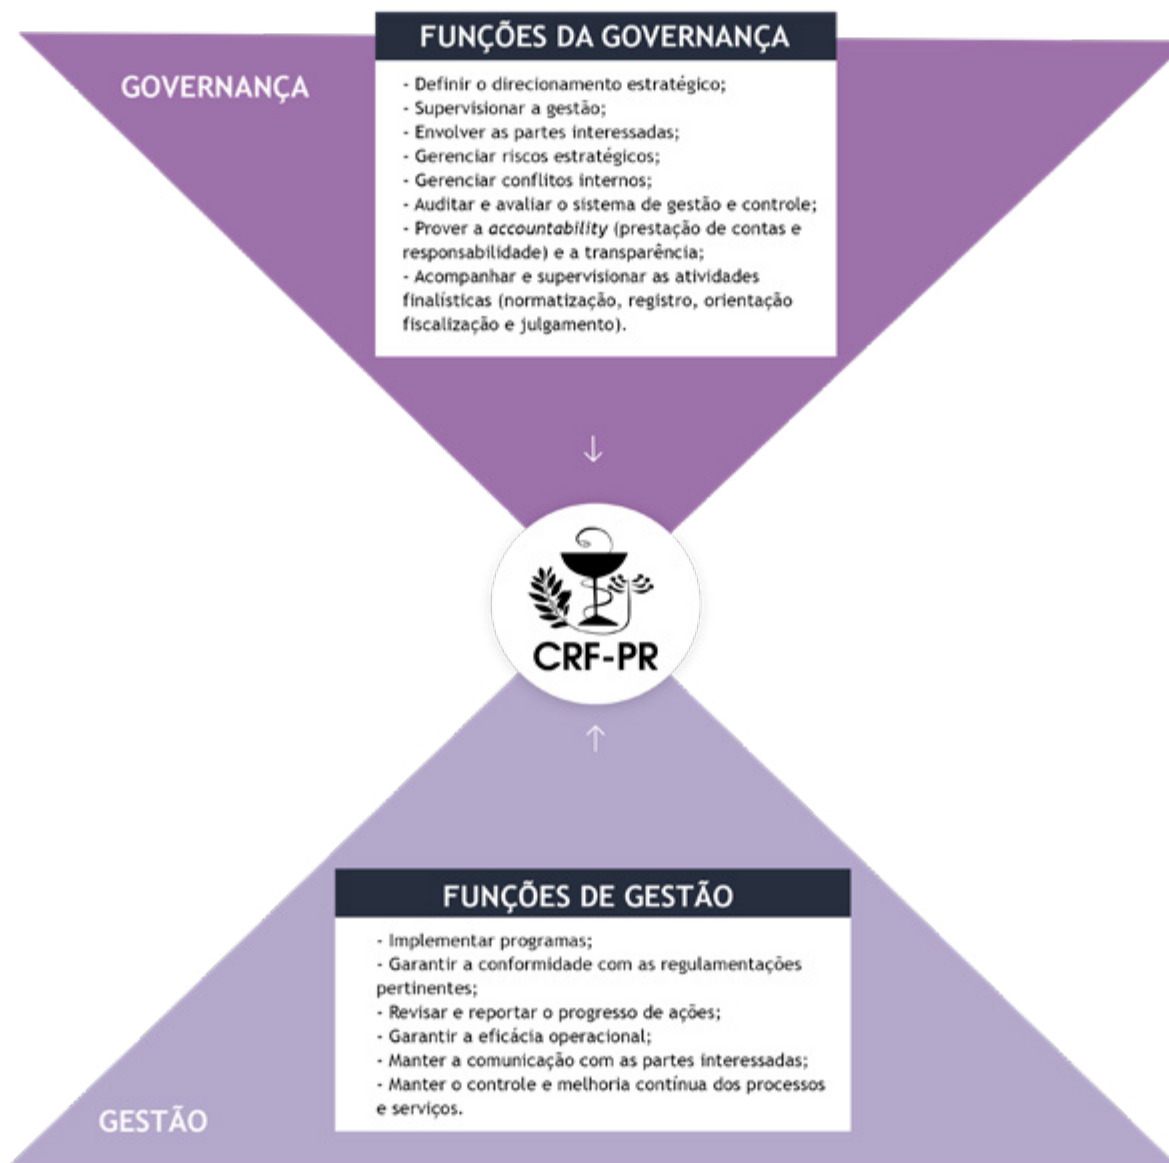 FUNÇÕES DA GOVERNANÇA
GOVERNANÇA
- Definir o direcionamento estratégico;
- Supervisionar a gestão;
- Envolver as partes interessadas;
- Gerenciar riscos estratégicos;
- Gerenciar conflitos internos;
- Auditar e avaliar o sistema de gestão e controle;
- Prover a accountability (prestação de contas e
responsabilidade) e a transparência;
- Acompanhar e supervisionar as atividades
finalísticas (normatização, registro, orientação
fiscalização e julgamento).
CRF-PR
FUNÇÕES DE GESTÃO
- Implementar programas;
- Garantir a conformidade com as regulamentações
pertinentes;
- Revisar e reportar o progresso de ações;
- Garantir a eficácia operacional;
- Manter a comunicação com as partes interessadas;
- Manter o controle e melhoria contínua dos processos
e serviços.
GESTÃO